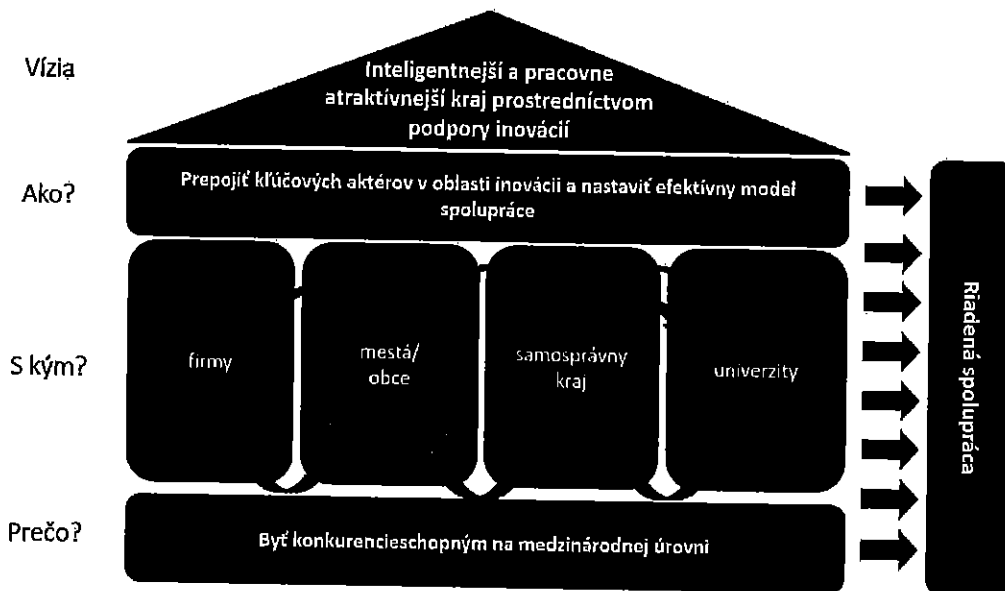 Vízia
Inteligentnejší a pracovne
atraktívnejší kraj prostredníctvom
podpory inovácií
Ako?
Prepojiť kľúčových aktérov v oblasti inovácii a nastaviť efektívny model
spolupráce
S kým?
firmy
mestá/
obce
samosprávny
kraj
univerzity
Prečo?
Byť konkurencieschopným na medzinárodnej úrovni
Riadená spolupráca